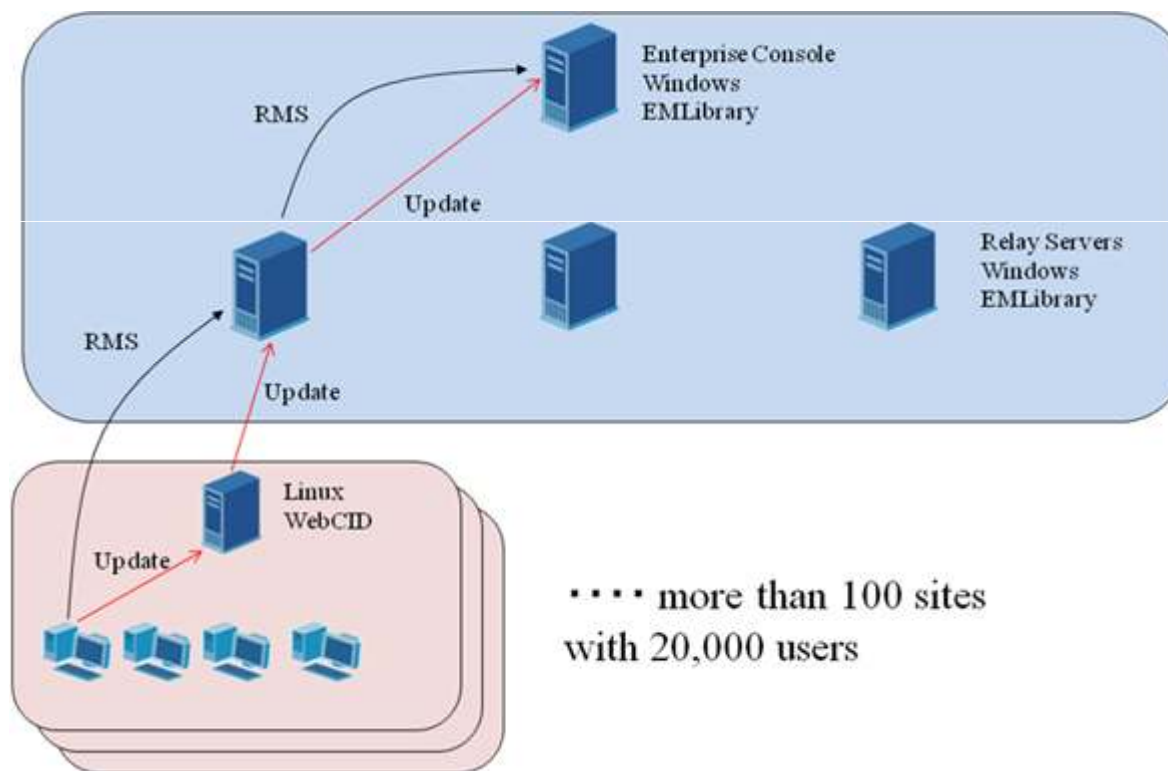 Enterprise Console
Windows
EMLibrary
RMS
Update
Relay Servers
Windows
EMLibrary
RMS
Update
Linux
WebCID
Update
▪▪▪▪ more than 100 sites
with 20,000 users